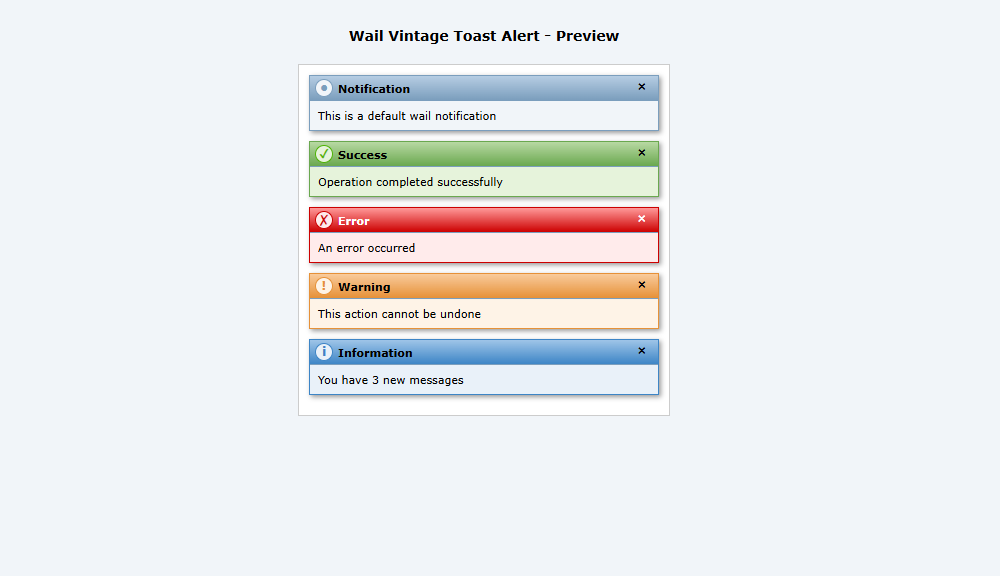 Wail Vintage Toast Alert - Preview
Notification ×
This is a default wail notification
✓ Success ×
Operation completed successfully
X Error ×
An error occurred
! Warning ×
This action cannot be undone
i Information ×
You have 3 new messages